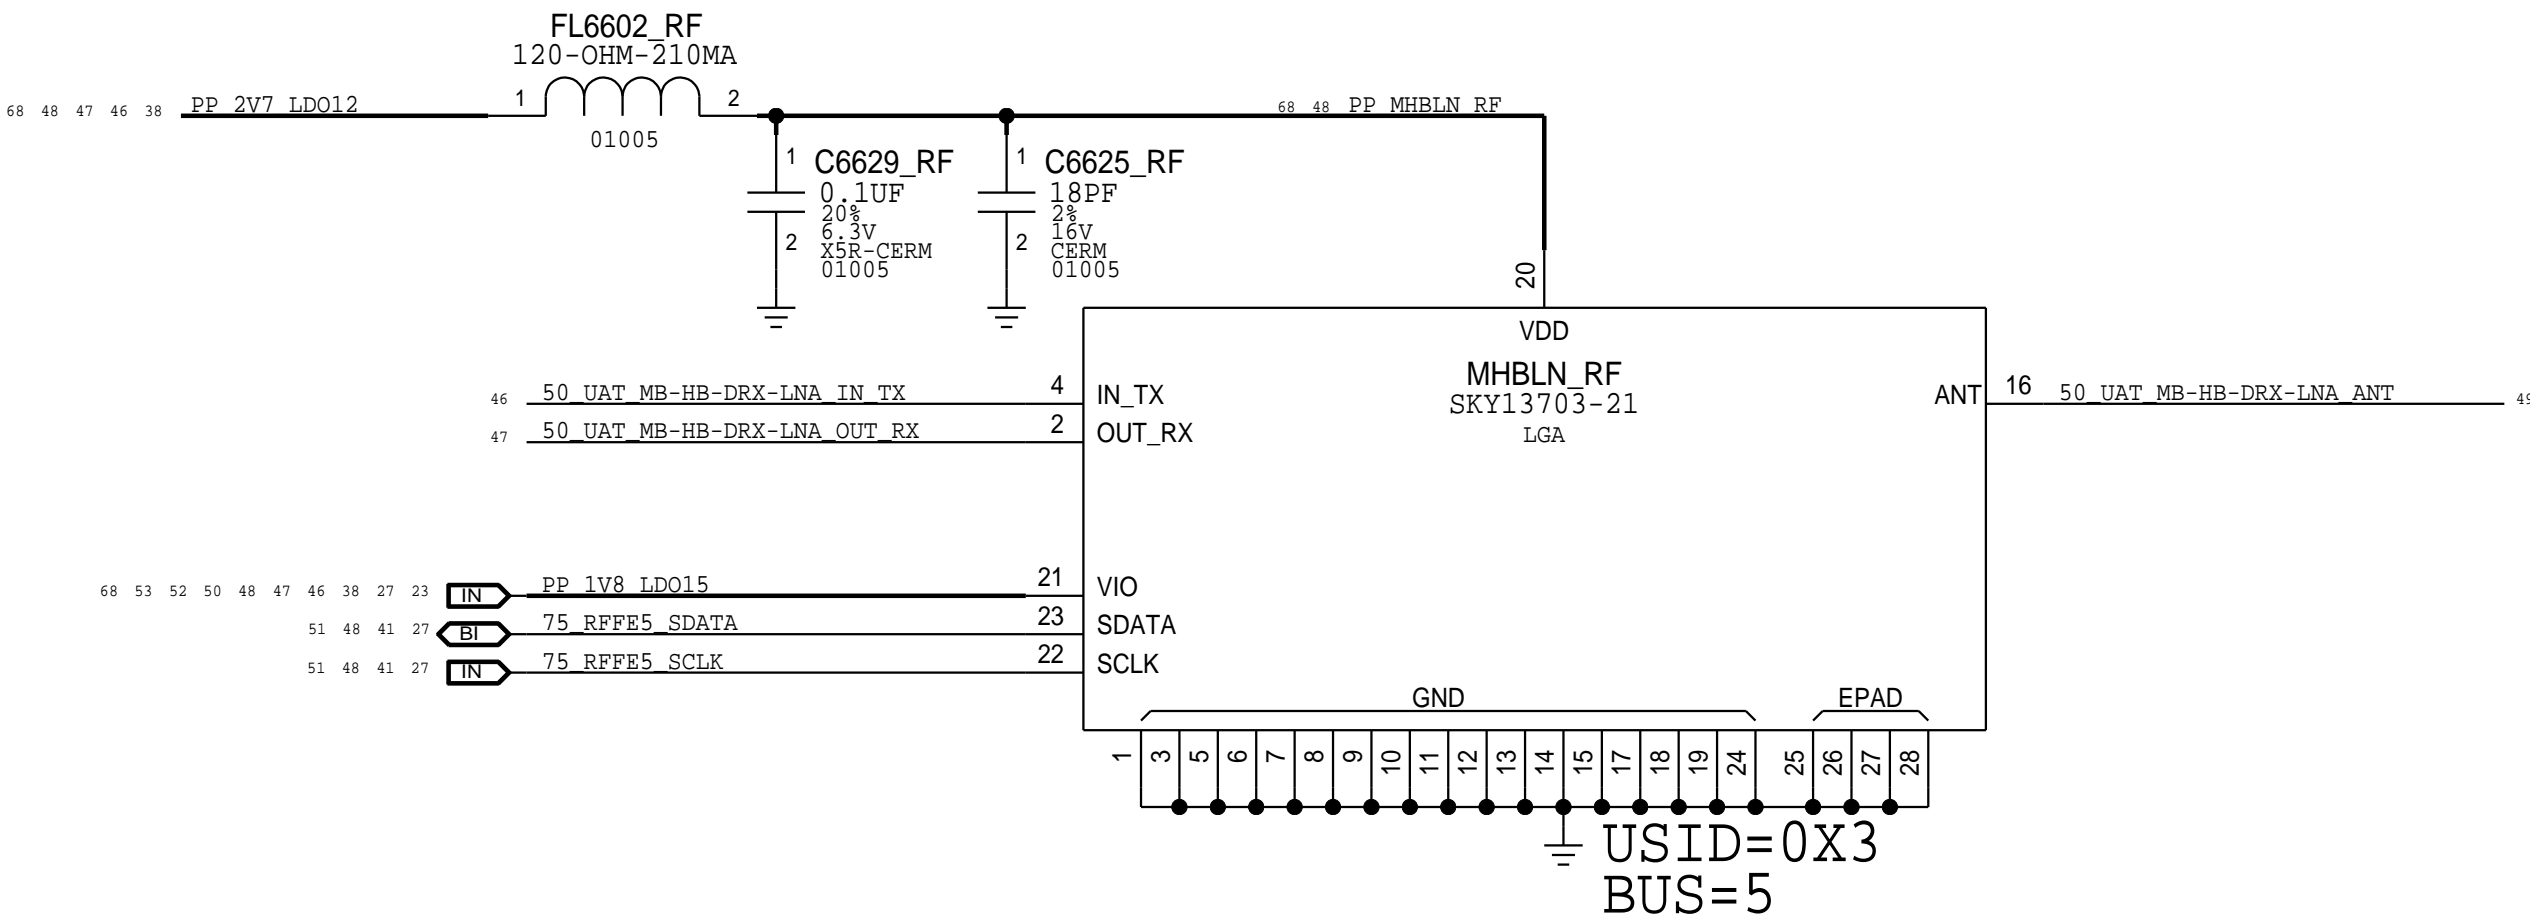 FL6602_RF
120-OHM-210MA
68 48 47 46 38 PP_2V7_LDO12 1 2 68 48 PP_MHBLN_RF
01005
1 C6629_RF
0.1UF
20%
6.3V
2 X5R-CERM
01005
1 C6625_RF
18PF
2%
16V
2 CERM
01005
20
VDD
MHBLN_RF
SKY13703-21
LGA
46 50_UAT_MB-HB-DRX-LNA_IN_TX 4 IN_TX
47 50_UAT_MB-HB-DRX-LNA_OUT_RX 2 OUT_RX
ANT 16 50_UAT_MB-HB-DRX-LNA_ANT 49
68 53 52 50 48 47 46 38 27 23 IN PP_1V8_LDO15 21 VIO
51 48 41 27 BI 75_RFFE5_SDATA 23 SDATA
51 48 41 27 IN 75_RFFE5_SCLK 22 SCLK
GND EPAD
1 3 5 6 7 8 9 10 11 12 13 14 15 17 18 19 24 25 26 27 28
USID=0X3
BUS=5